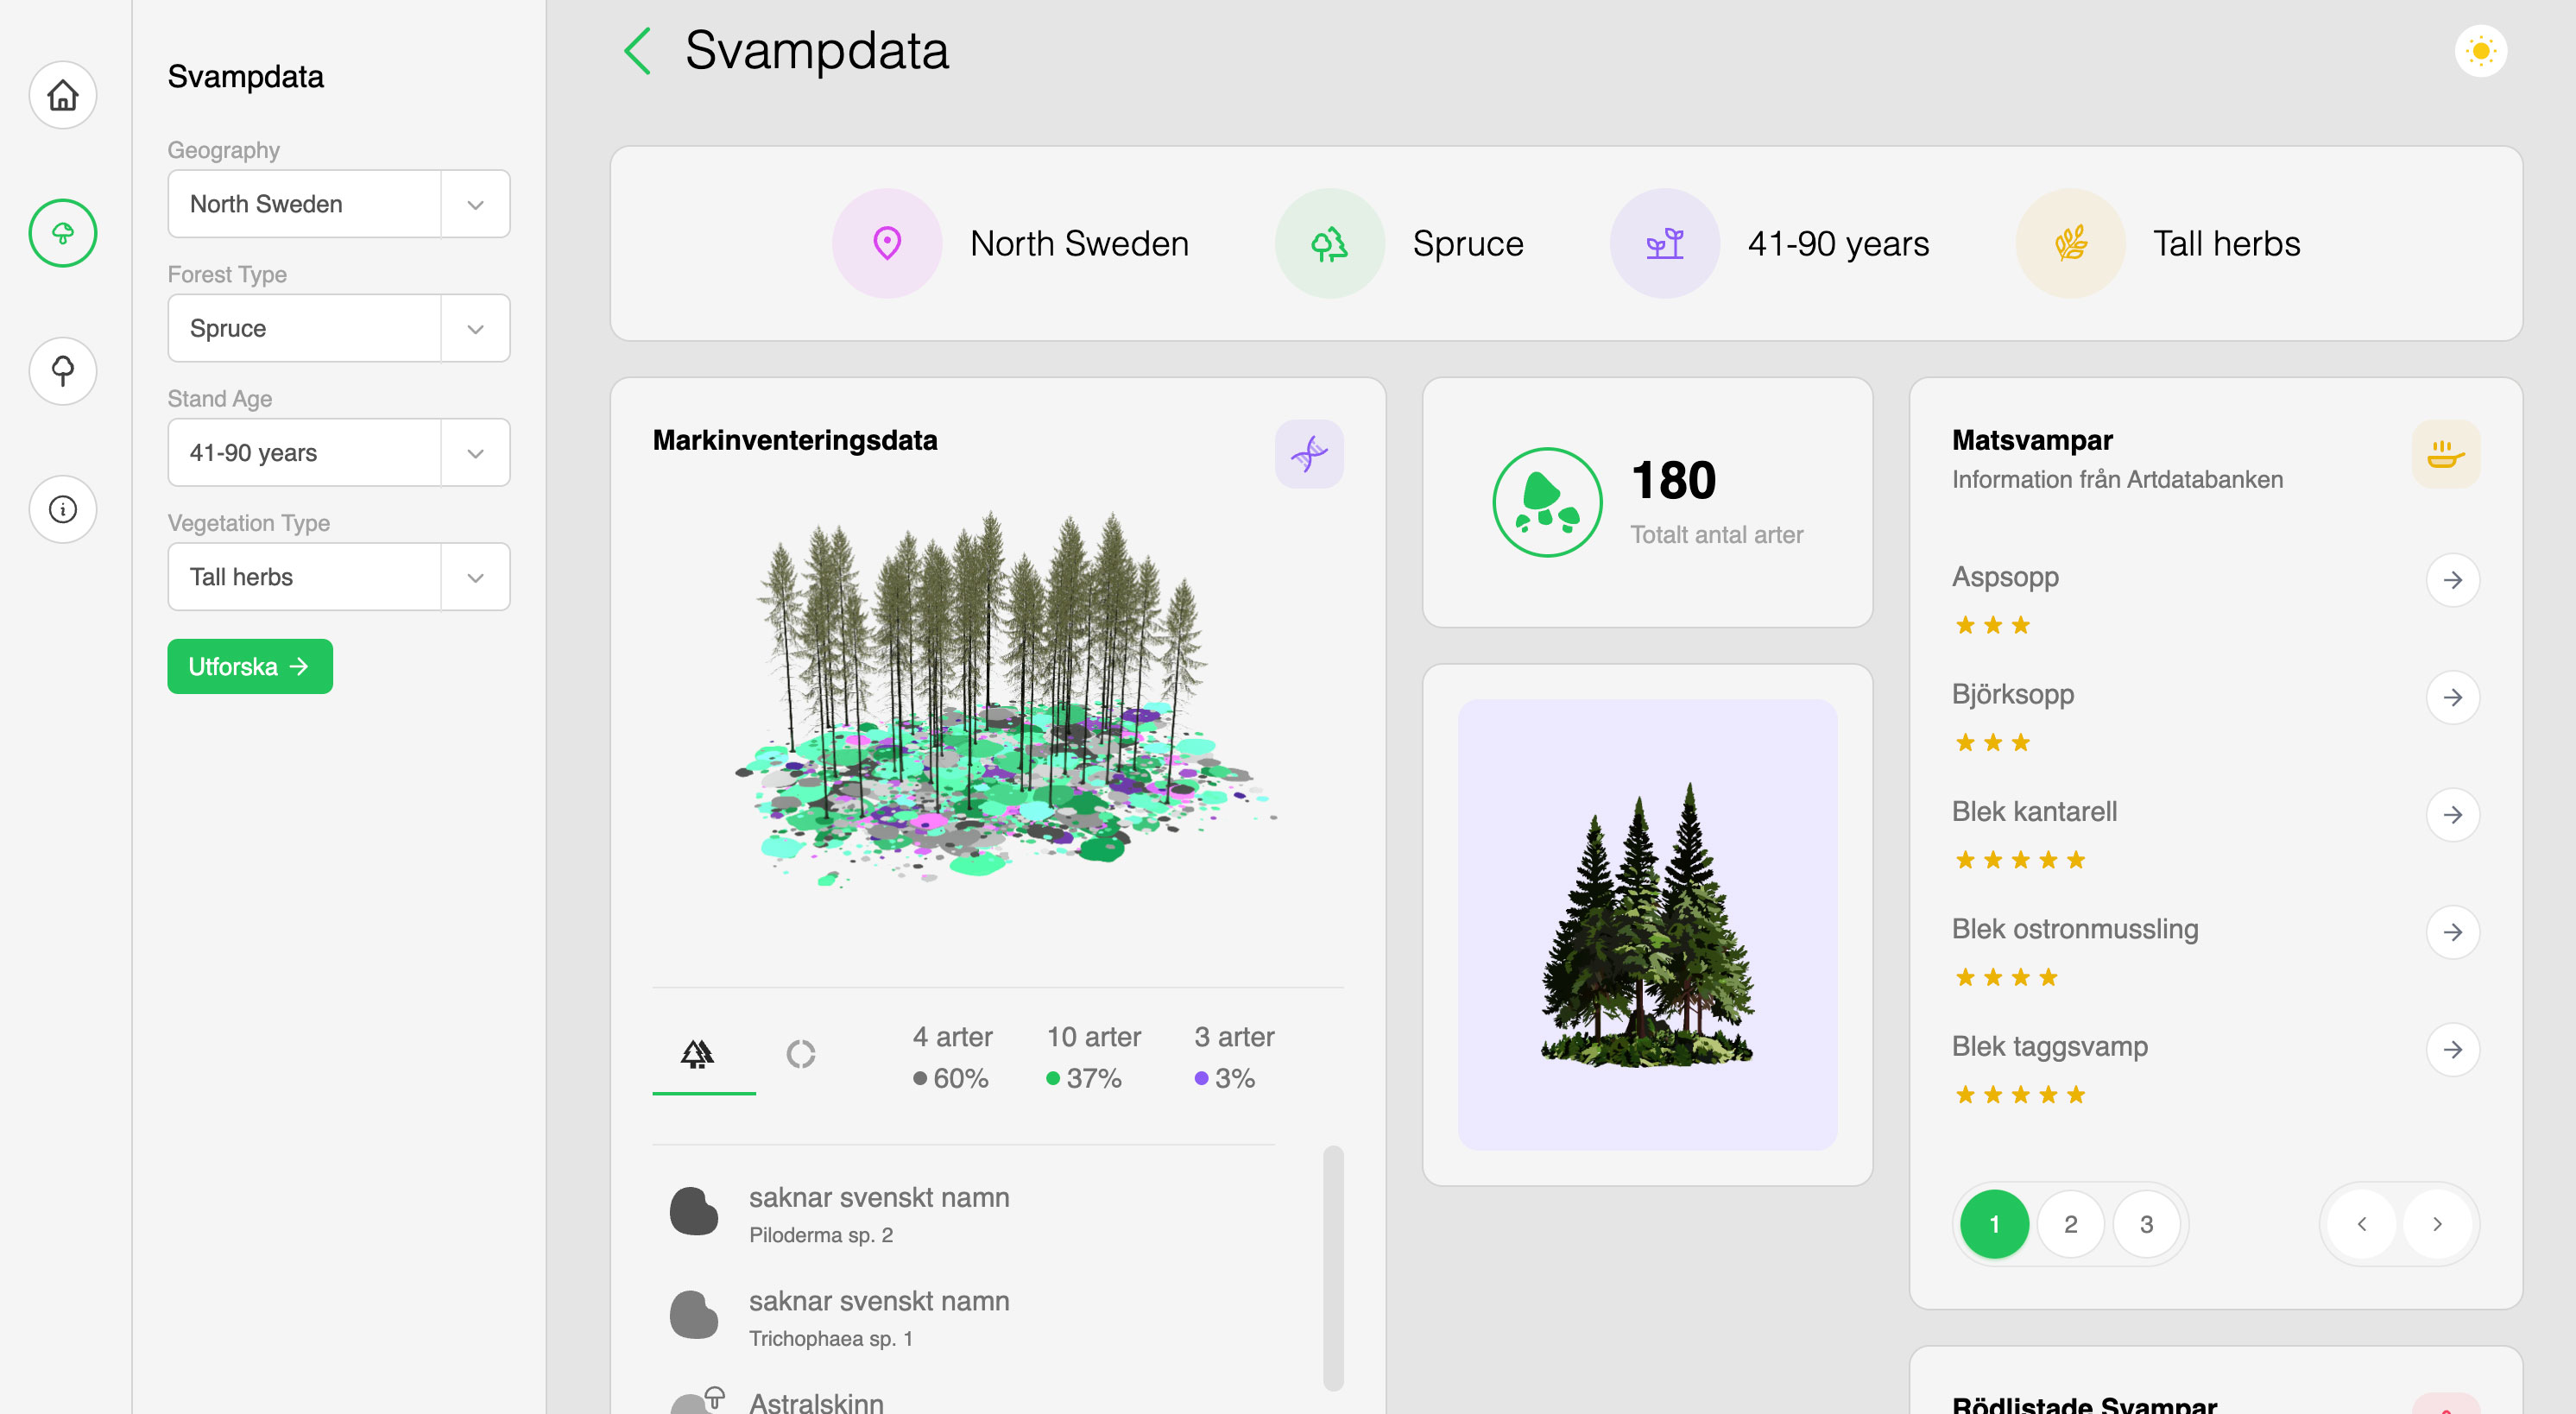 Svampdata
Geography
North Sweden
Forest Type
Spruce
Stand Age
41-90 years
Vegetation Type
Tall herbs
Utforska
Svampdata
North Sweden
Spruce
41-90 years
Tall herbs
Markinventeringsdata
4 arter
10 arter
3 arter
60%
37%
3%
saknar svenskt namn
Piloderma sp. 2
saknar svenskt namn
Trichophaea sp. 1
Astralskinn
180
Totalt antal arter
Matsvampar
Information från Artdatabanken
Aspsopp
Björksopp
Blek kantarell
Blek ostronmussling
Blek taggsvamp
1
2
3
Rödlistade Svampar